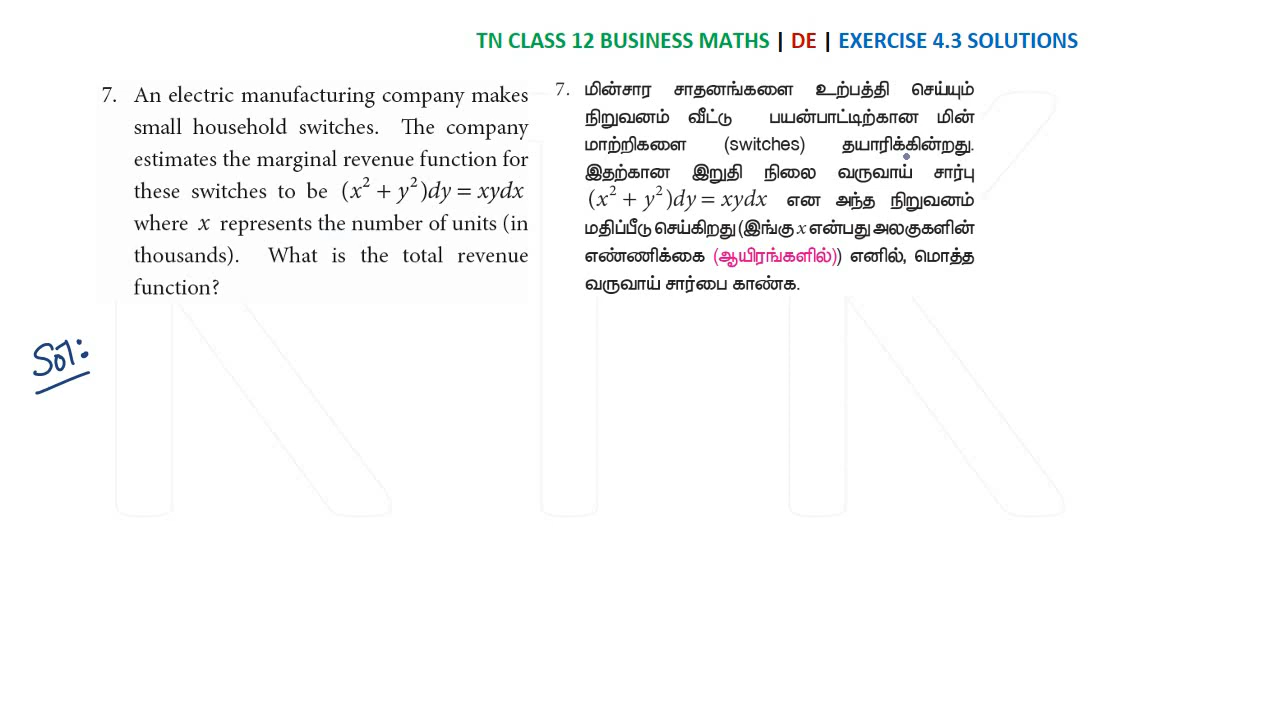 TN CLASS 12 BUSINESS MATHS | DE | EXERCISE 4.3 SOLUTIONS
7. An electric manufacturing company makes
small household switches. The company
estimates the marginal revenue function for
these switches to be (x² + y²)dy = xydx
where x represents the number of units (in
thousands). What is the total revenue
function?
7. மின்சார சாதனங்களை உற்பத்தி செய்யும்
நிறுவனம் வீட்டு பயன்பாட்டிற்கான மின்
மாற்றிகளை (switches) தயாரிக்கின்றது.
இதற்கான இறுதி நிலை வருவாய் சார்பு
(x² + y²)dy = xydx என அந்த நிறுவனம்
மதிப்பீடு செய்கிறது (இங்கு x என்பது அலகுகளின்
எண்ணிக்கை (ஆயிரங்களில்)) எனில், மொத்த
வருவாய் சார்பை காண்க.
Sol:
KTK